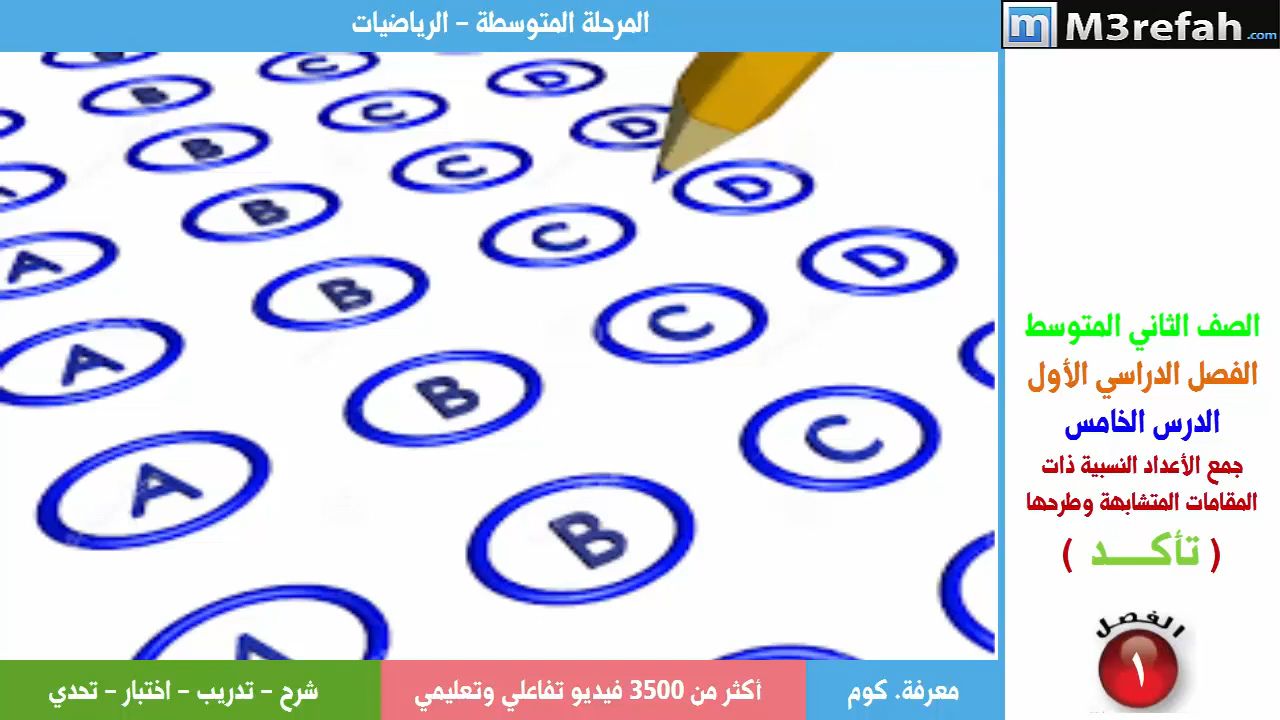 المرحلة المتوسطة – الرياضيات
m M3refah.com
D
C
B
D
C
B
D
C
B
A
D
C
B
A
C
B
A
C
B
A
B
A
الصف الثاني المتوسط
الفصل الدراسي الأول
الدرس الخامس
جمع الأعداد النسبية ذات
المقامات المتشابهة وطرحها
( تأكـــد )
الفصل
١
معرفة. كوم
أكثر من 3500 فيديو تفاعلي وتعليمي
شرح – تدريب – اختبار – تحدي